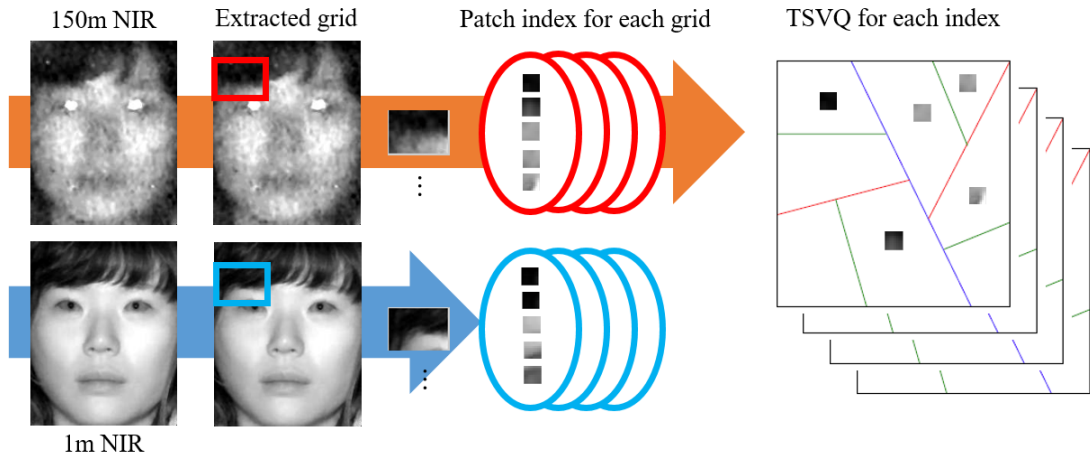 150m NIR
Extracted grid
Patch index for each grid
TSVQ for each index
1m NIR